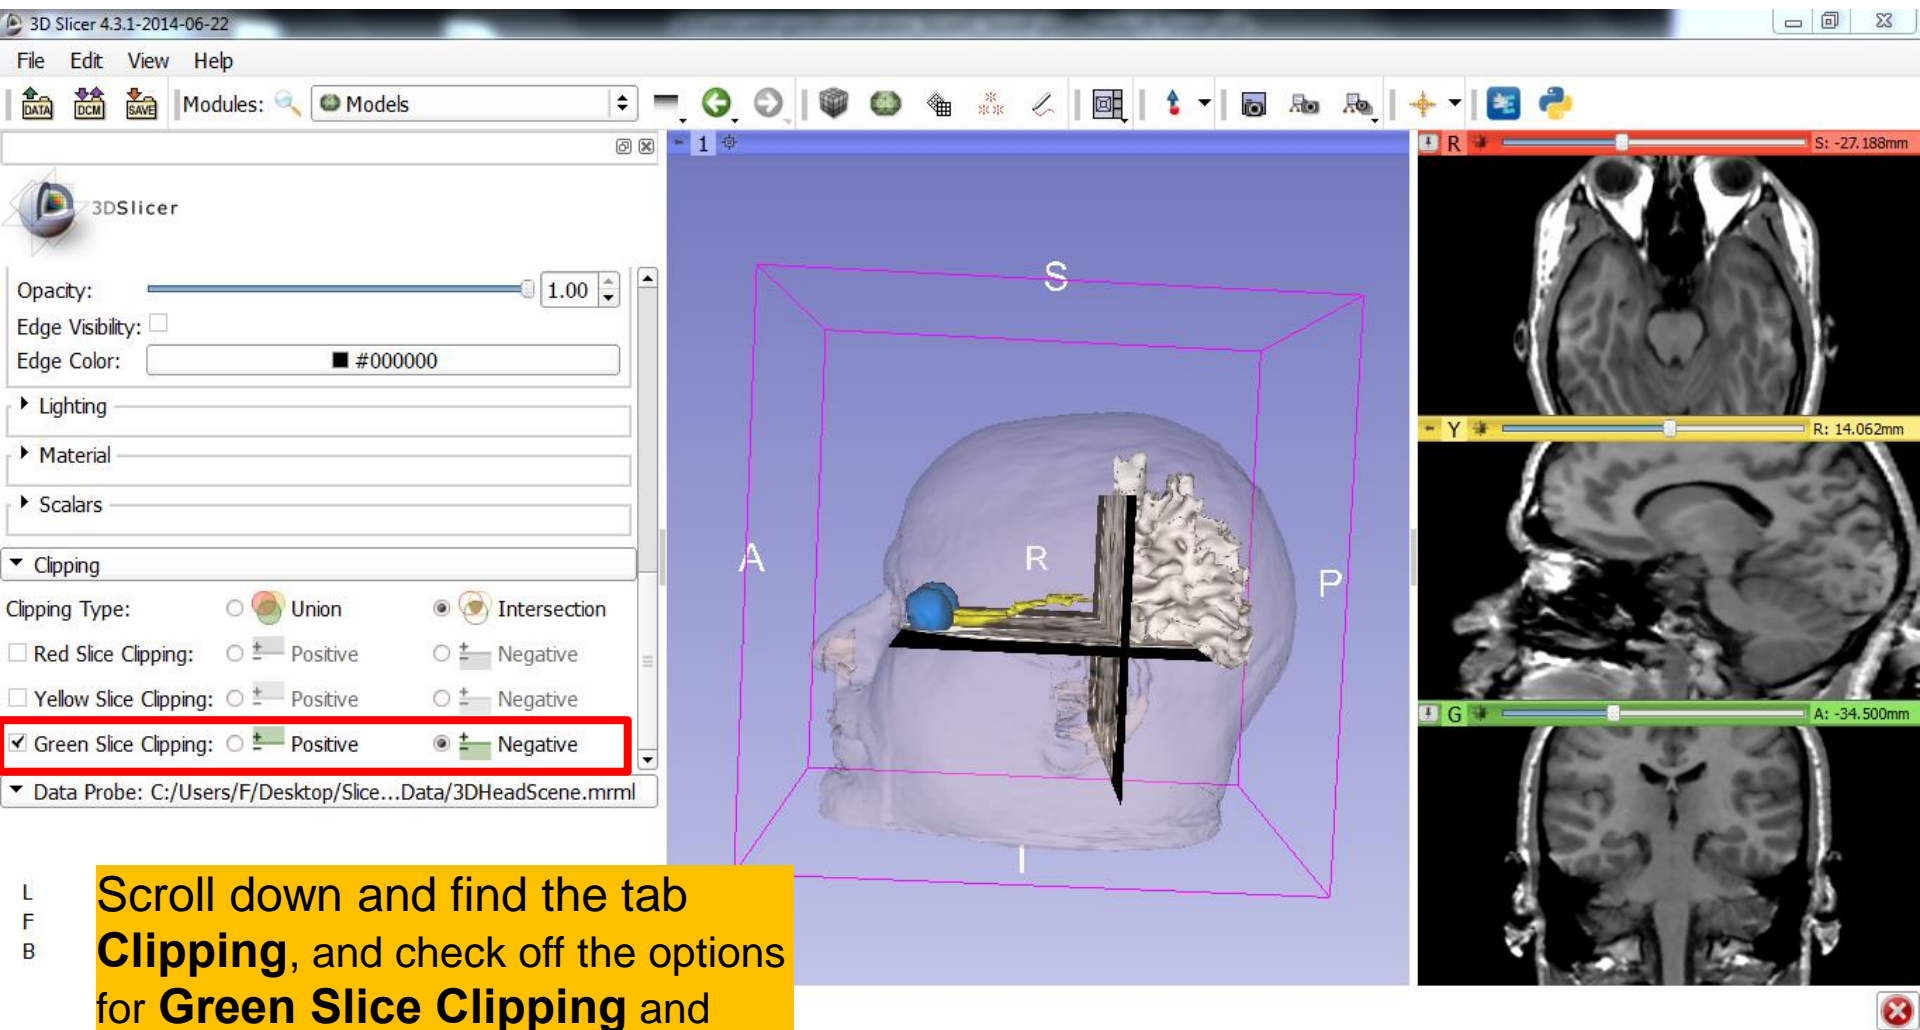 3D Slicer 4.3.1-2014-06-22
File Edit View Help
DATA DCM SAVE Modules: Models
1
R S: -27.188mm
3DSlicer
Opacity: 1.00
Edge Visibility:
Edge Color: #000000
Lighting
Material
Scalars
Clipping
Clipping Type: Union Intersection
Red Slice Clipping: Positive Negative
Yellow Slice Clipping: Positive Negative
Green Slice Clipping: Positive Negative
Data Probe: C:/Users/F/Desktop/Slice...Data/3DHeadScene.mrml
L
F
B
S
A
R
P
I
Y R: 14.062mm
G A: -34.500mm
Scroll down and find the tab
Clipping, and check off the options
for Green Slice Clipping and